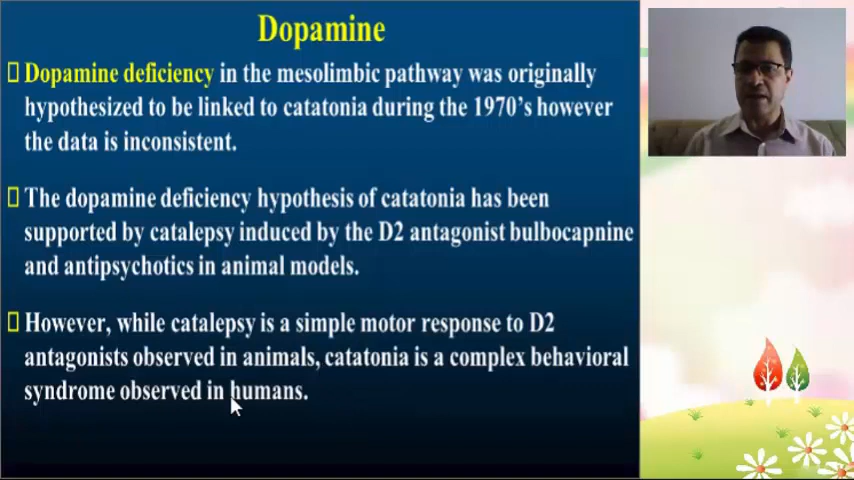 Dopamine
Dopamine deficiency in the mesolimbic pathway was originally
hypothesized to be linked to catatonia during the 1970's however
the data is inconsistent.
The dopamine deficiency hypothesis of catatonia has been
supported by catalepsy induced by the D2 antagonist bulbocapnine
and antipsychotics in animal models.
However, while catalepsy is a simple motor response to D2
antagonists observed in animals, catatonia is a complex behavioral
syndrome observed in humans.